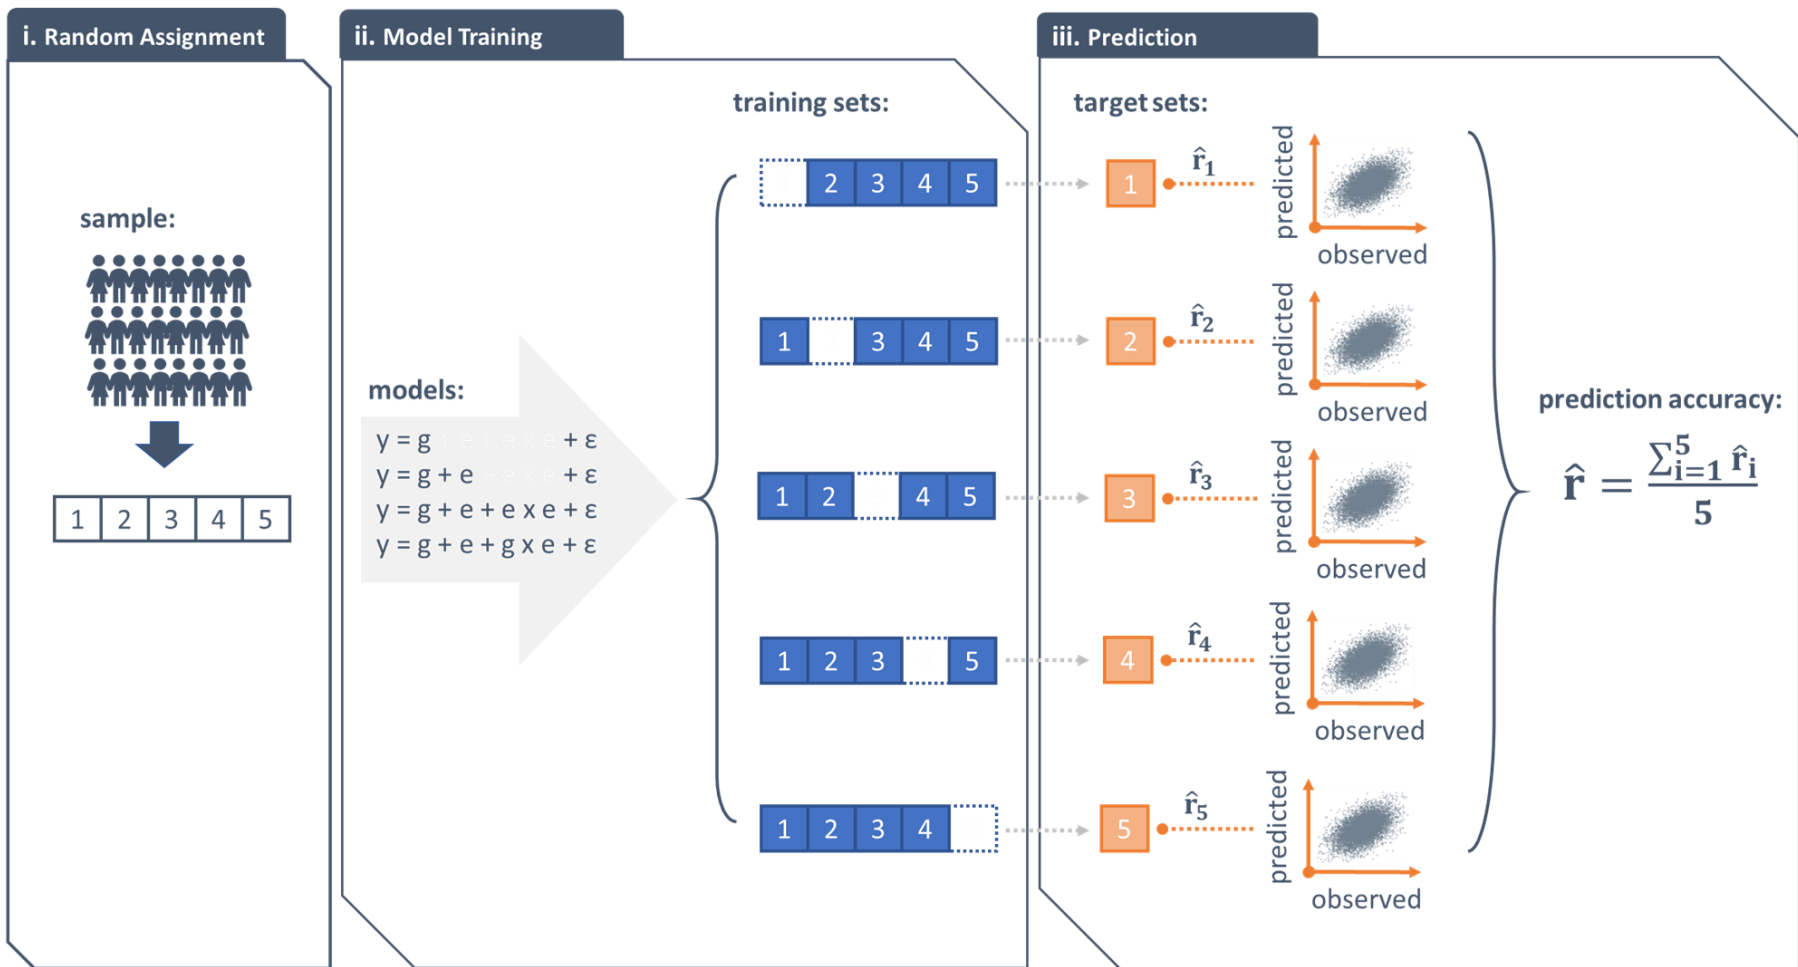 i. Random Assignment
sample:
1 2 3 4 5
ii. Model Training
models:
y = g + ε
y = g + e + ε
y = g + e + e x e + ε
y = g + e + g x e + ε
training sets:
2 3 4 5
1 3 4 5
1 2 4 5
1 2 3 5
1 2 3 4
iii. Prediction
target sets:
1 r̂₁ predicted
observed
2 r̂₂ predicted
observed
3 r̂₃ predicted
observed
4 r̂₄ predicted
observed
5 r̂₅ predicted
observed
prediction accuracy:
r̂ = ∑⁵ᵢ₌₁ r̂ᵢ / 5